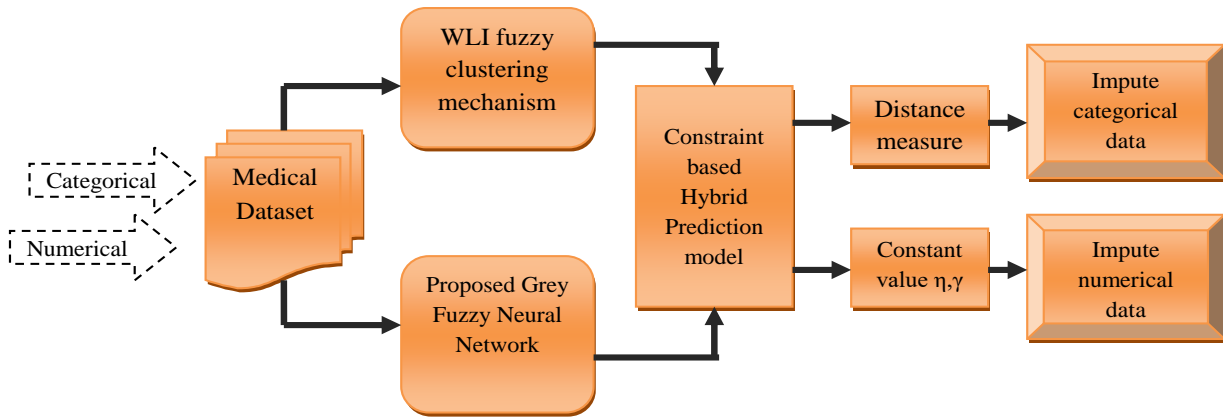 Categorical
Numerical
Medical
Dataset
WLI fuzzy
clustering
mechanism
Proposed Grey
Fuzzy Neural
Network
Constraint
based
Hybrid
Prediction
model
Distance
measure
Constant
value η,γ
Impute
categorical
data
Impute
numerical
data